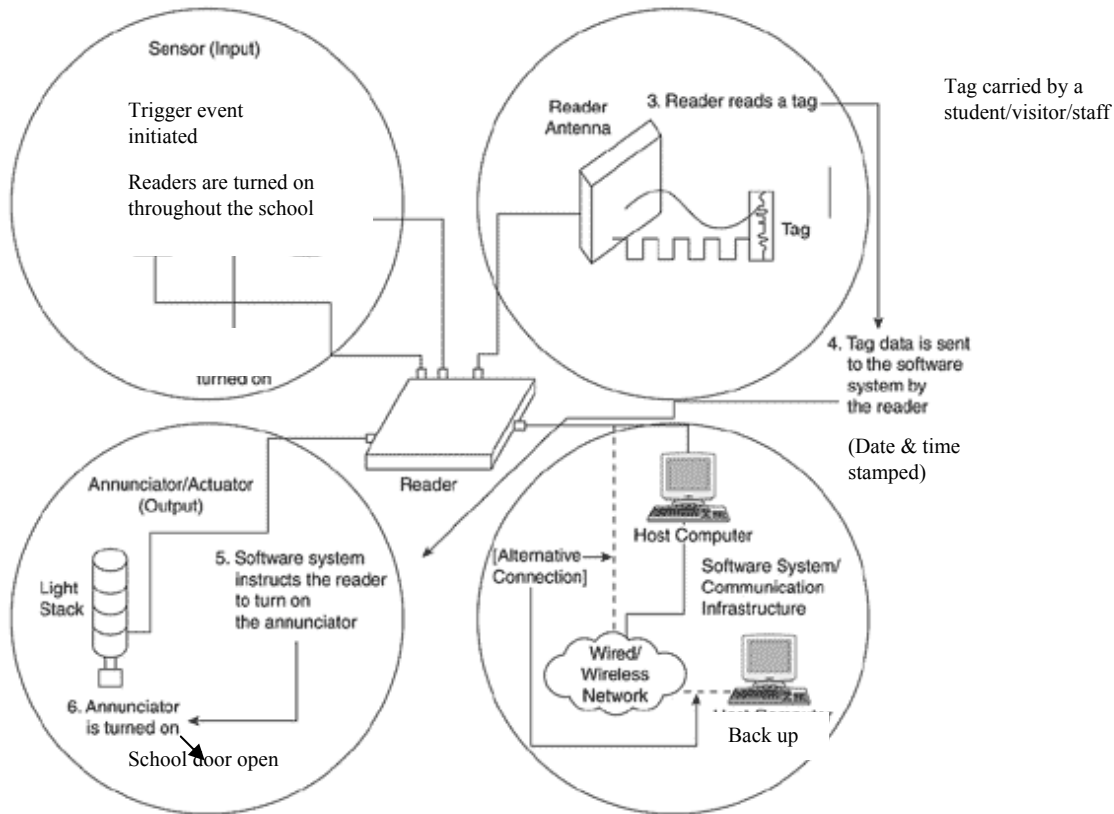 Sensor (Input)
Trigger event
initiated
Readers are turned on
throughout the school
turned on
Reader
Antenna
3. Reader reads a tag
Tag
Tag carried by a
student/visitor/staff
4. Tag data is sent
to the software
system by
the reader
(Date & time
stamped)
Reader
Annunciator/Actuator
(Output)
Light
Stack
5. Software system
instructs the reader
to turn on
the annunciator
6. Annunciator
is turned on
School door open
Host Computer
[Alternative
Connection]
Software System/
Communication
Infrastructure
Wired/
Wireless
Network
Host Computer
Back up